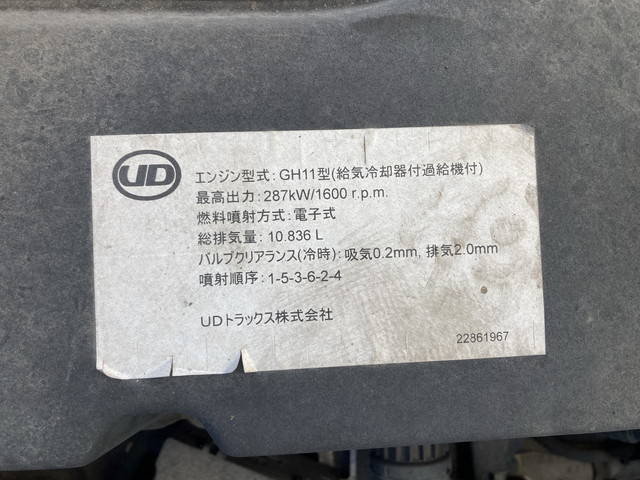 UD
エンジン型式: GH11型(給気冷却器付過給機付)
最高出力: 287kW/1600 r.p.m.
燃料噴射方式: 電子式
総排気量: 10.836 L
バルブクリアランス(冷時): 吸気0.2mm, 排気2.0mm
噴射順序: 1-5-3-6-2-4
UDトラックス株式会社
22861967